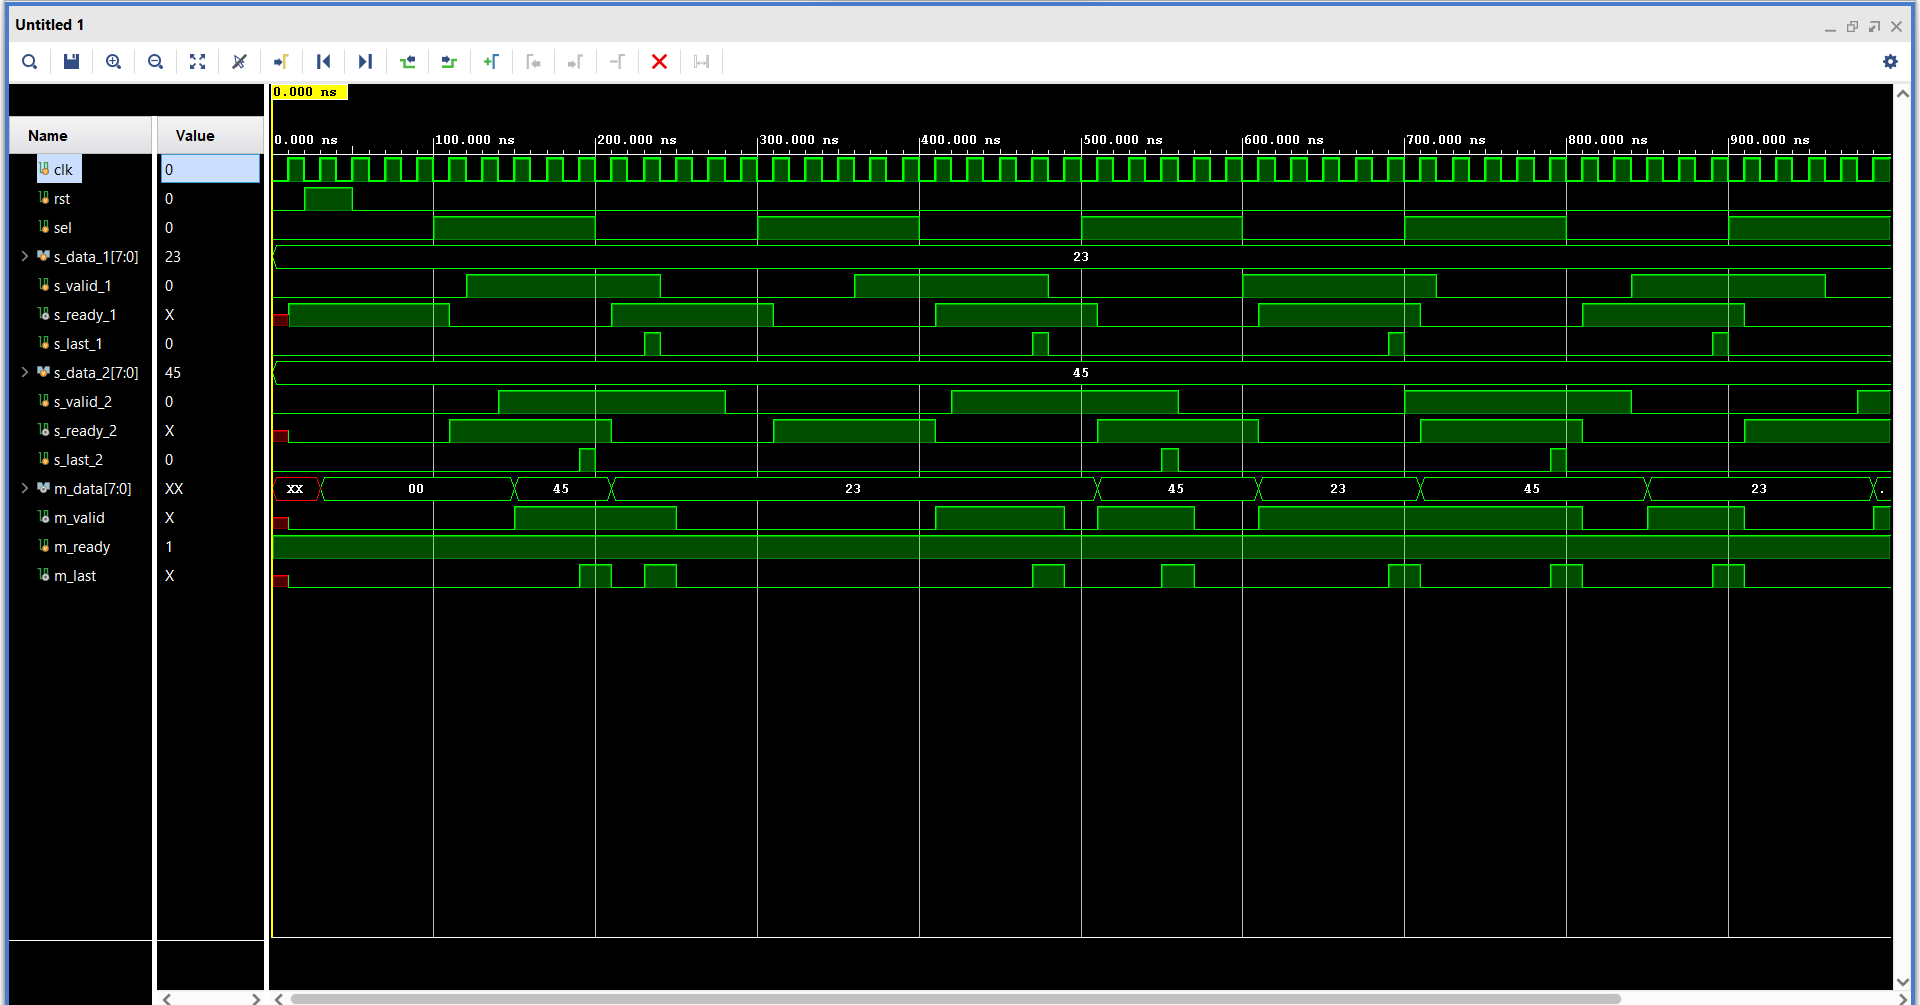 Untitled 1
0.000 ns
Name Value
0.000 ns 100.000 ns 200.000 ns 300.000 ns 400.000 ns 500.000 ns 600.000 ns 700.000 ns 800.000 ns 900.000 ns
clk 0
rst 0
sel 0
s_data_1[7:0] 23 23
s_valid_1 0
s_ready_1 X
s_last_1 0
s_data_2[7:0] 45 45
s_valid_2 0
s_ready_2 X
s_last_2 0
m_data[7:0] XX XX 00 45 23 45 23 45 23 .
m_valid X
m_ready 1
m_last X